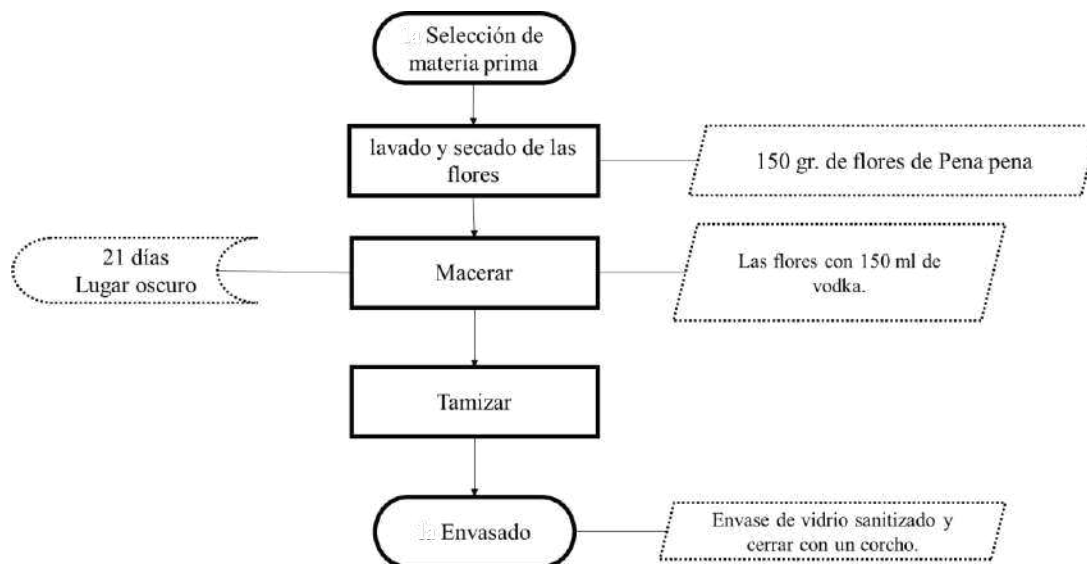 Selección de
materia prima
lavado y secado de las
flores
150 gr. de flores de Pena pena
21 días
Lugar oscuro
Macerar
Las flores con 150 ml de
vodka.
Tamizar
Envasado
Envase de vidrio sanitizado y
cerrar con un corcho.